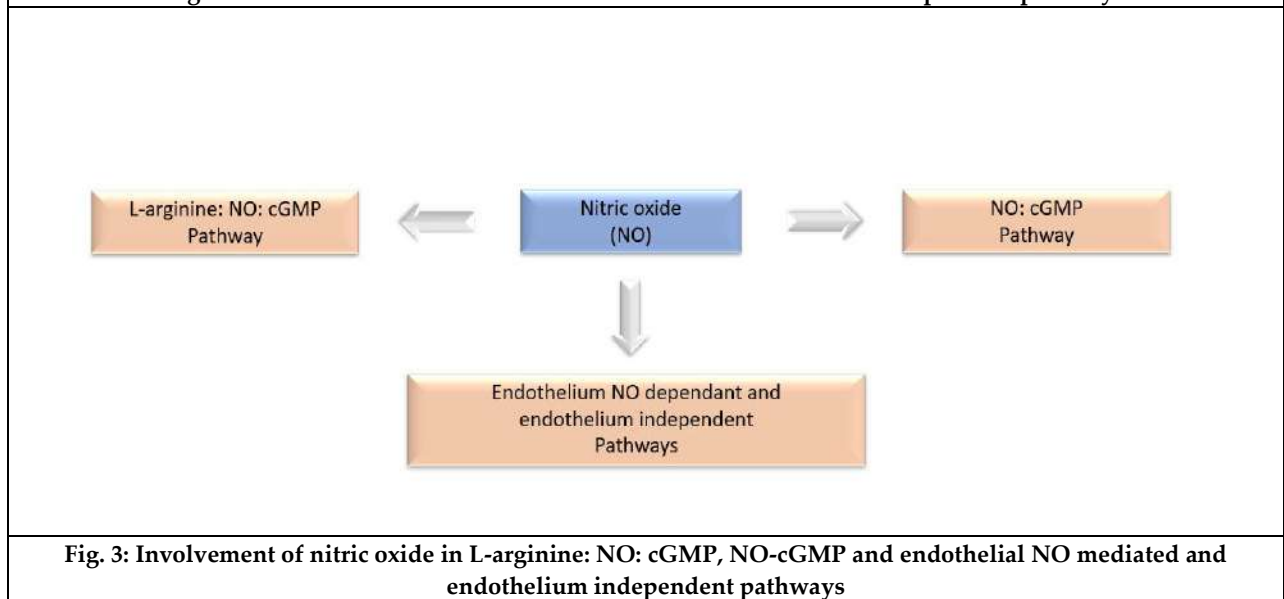 L-arginine: NO: cGMP
Pathway
Nitric oxide
(NO)
NO: cGMP
Pathway
Endothelium NO dependant and
endothelium independent
Pathways
Fig. 3: Involvement of nitric oxide in L-arginine: NO: cGMP, NO-cGMP and endothelial NO mediated and
endothelium independent pathways